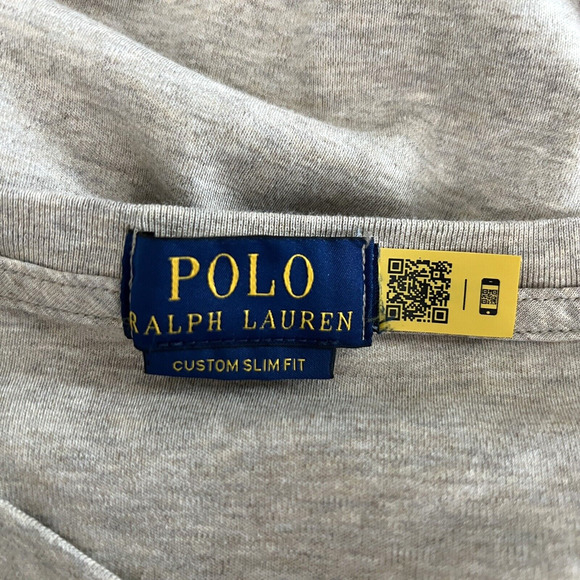 POLO
RALPH LAUREN
CUSTOM SLIM FIT